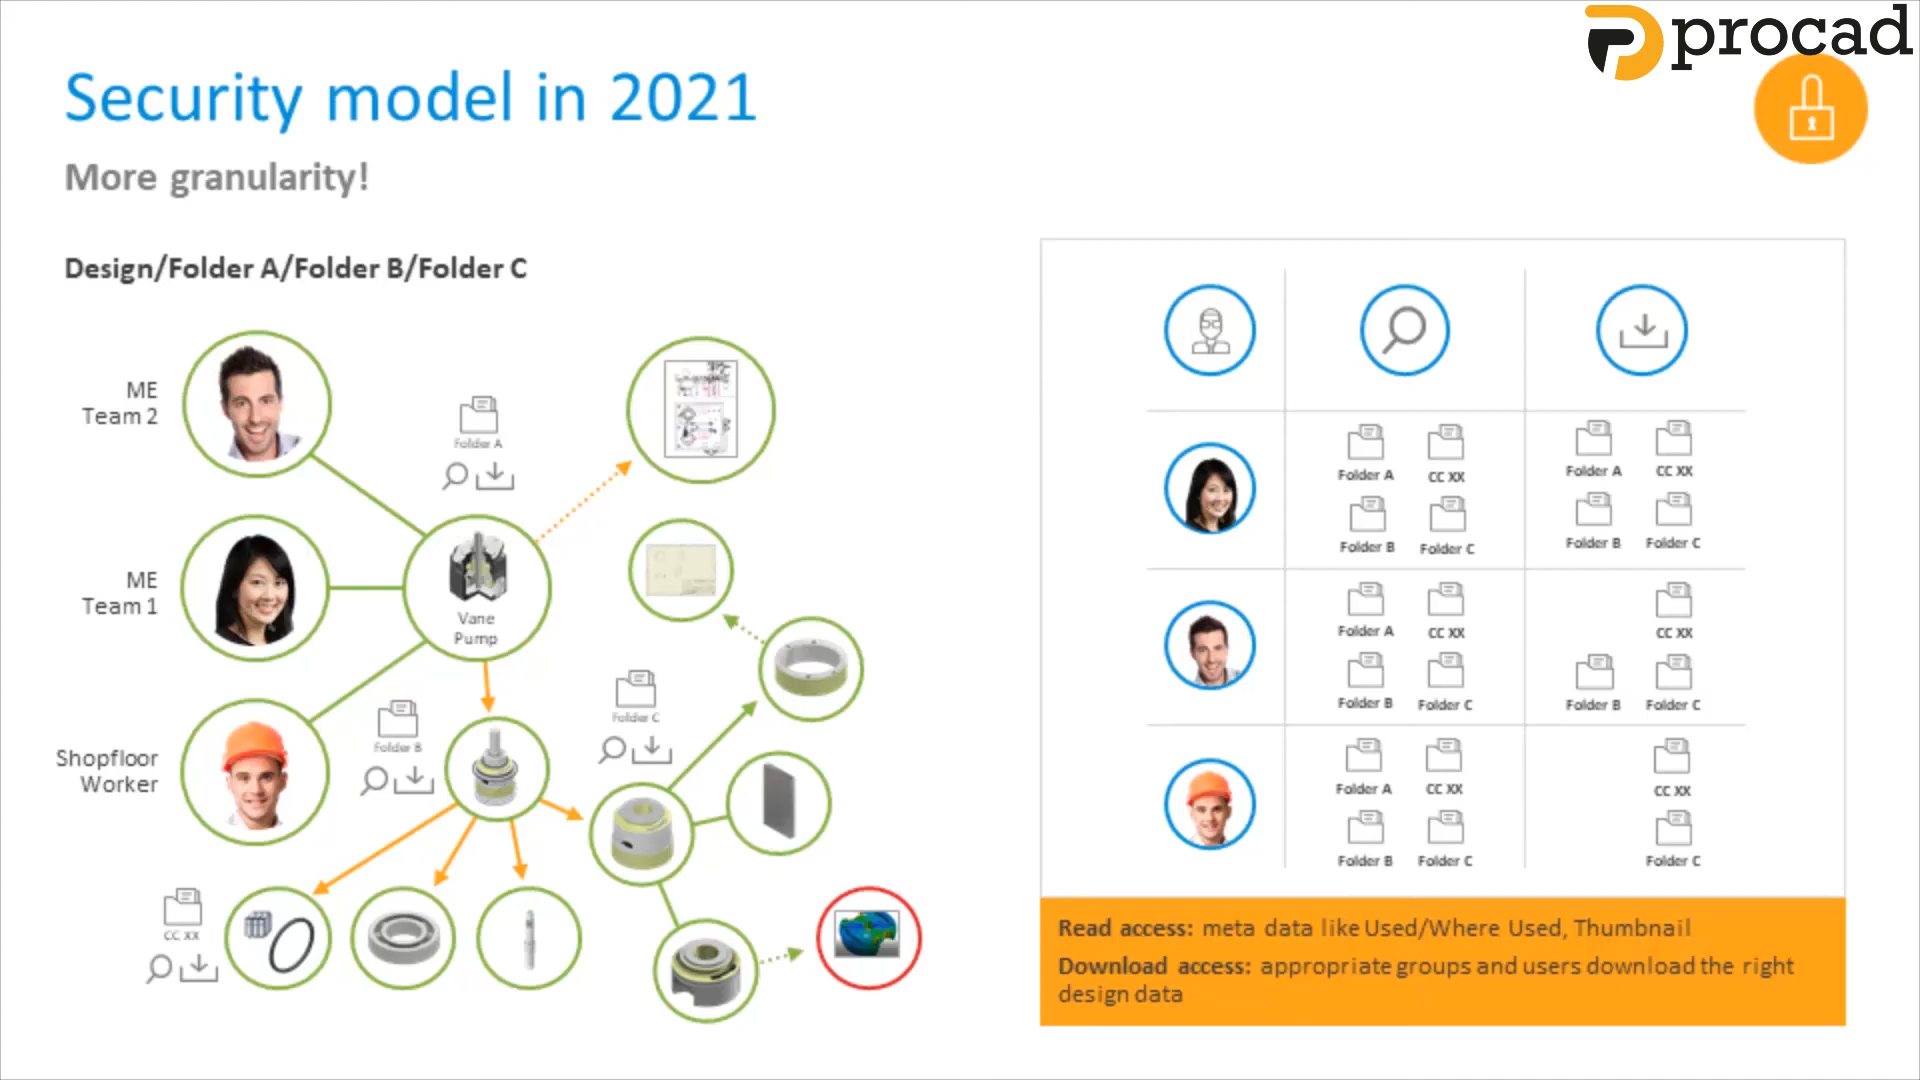 procad
Security model in 2021
More granularity!
Design/Folder A/Folder B/Folder C
ME
Team 2
Folder A
ME
Team 1
Vane
Pump
Shopfloor
Worker
Folder B
Folder C
CC XX
Folder A CC XX
Folder B Folder C
Folder A CC XX
Folder B Folder C
Folder A CC XX
Folder B Folder C
CC XX
Folder B Folder C
Folder A CC XX
Folder B Folder C
CC XX
Folder C
Read access: meta data like Used/Where Used, Thumbnail
Download access: appropriate groups and users download the right
design data